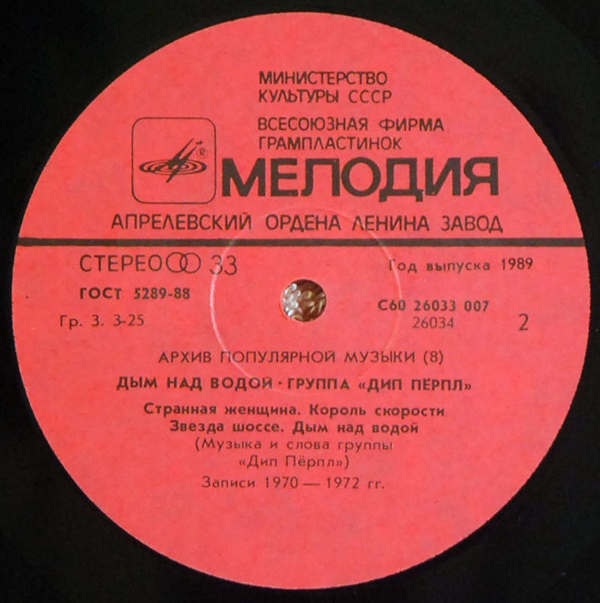 МИНИСТЕРСТВО
КУЛЬТУРЫ СССР
ВСЕСОЮЗНАЯ ФИРМА
ГРАМПЛАСТИНОК
МЕЛОДИЯ
АПРЕЛЕВСКИЙ ОРДЕНА ЛЕНИНА ЗАВОД
СТЕРЕО 33
Год выпуска 1989
ГОСТ 5289-88
С60 26033 007
Гр. 3. 3-25
26034
2
АРХИВ ПОПУЛЯРНОЙ МУЗЫКИ (8)
ДЫМ НАД ВОДОЙ · ГРУППА «ДИП ПЁРПЛ»
Странная женщина. Король скорости
Звезда шоссе. Дым над водой
(Музыка и слова группы
«Дип Пёрпл»)
Записи 1970 — 1972 гг.